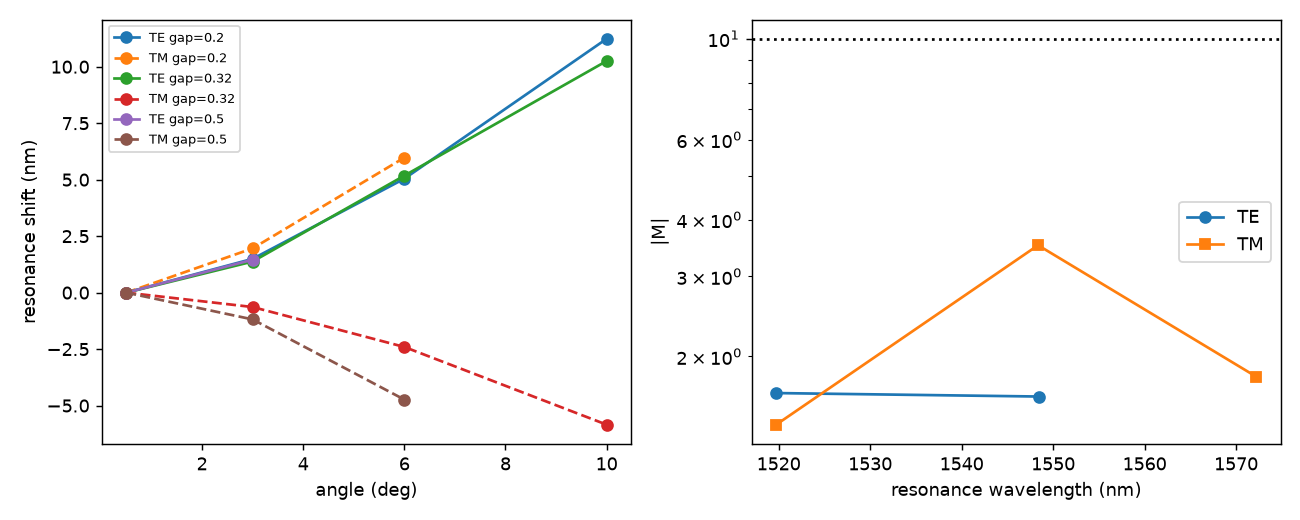 TE gap=0.2
TM gap=0.2
TE gap=0.32
TM gap=0.32
TE gap=0.5
TM gap=0.5
10.0
7.5
5.0
2.5
0.0
−2.5
−5.0
resonance shift (nm)
2 4 6 8 10
angle (deg)
10¹
6 × 10⁰
4 × 10⁰
3 × 10⁰
2 × 10⁰
|M|
TE
TM
1520 1530 1540 1550 1560 1570
resonance wavelength (nm)